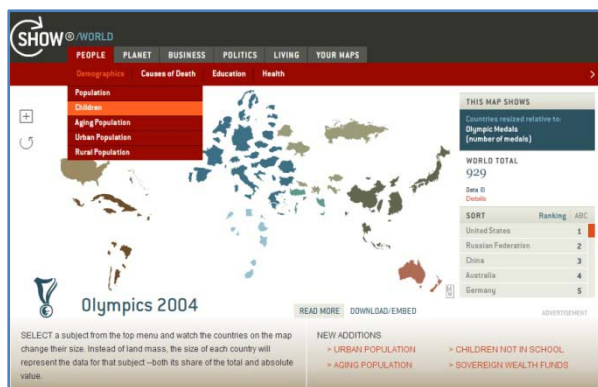 SHOW®/WORLD
PEOPLE PLANET BUSINESS POLITICS LIVING YOUR MAPS
Demographics Causes of Death Education Health
Population
Children
Aging Population
Urban Population
Rural Population
THIS MAP SHOWS
Countries resized relative to:
Olympic Medals
(number of medals)
WORLD TOTAL
929
Details
SORT Ranking ABC
United States 1
Russian Federation 2
China 3
Australia 4
Germany 5
Olympics 2004
READ MORE DOWNLOAD/EMBED
ADVERTISEMENT
SELECT a subject from the top menu and watch the countries on the map
change their size. Instead of land mass, the size of each country will
represent the data for that subject --both its share of the total and absolute
value.
NEW ADDITIONS
> URBAN POPULATION > CHILDREN NOT IN SCHOOL
> AGING POPULATION > SOVEREIGN WEALTH FUNDS